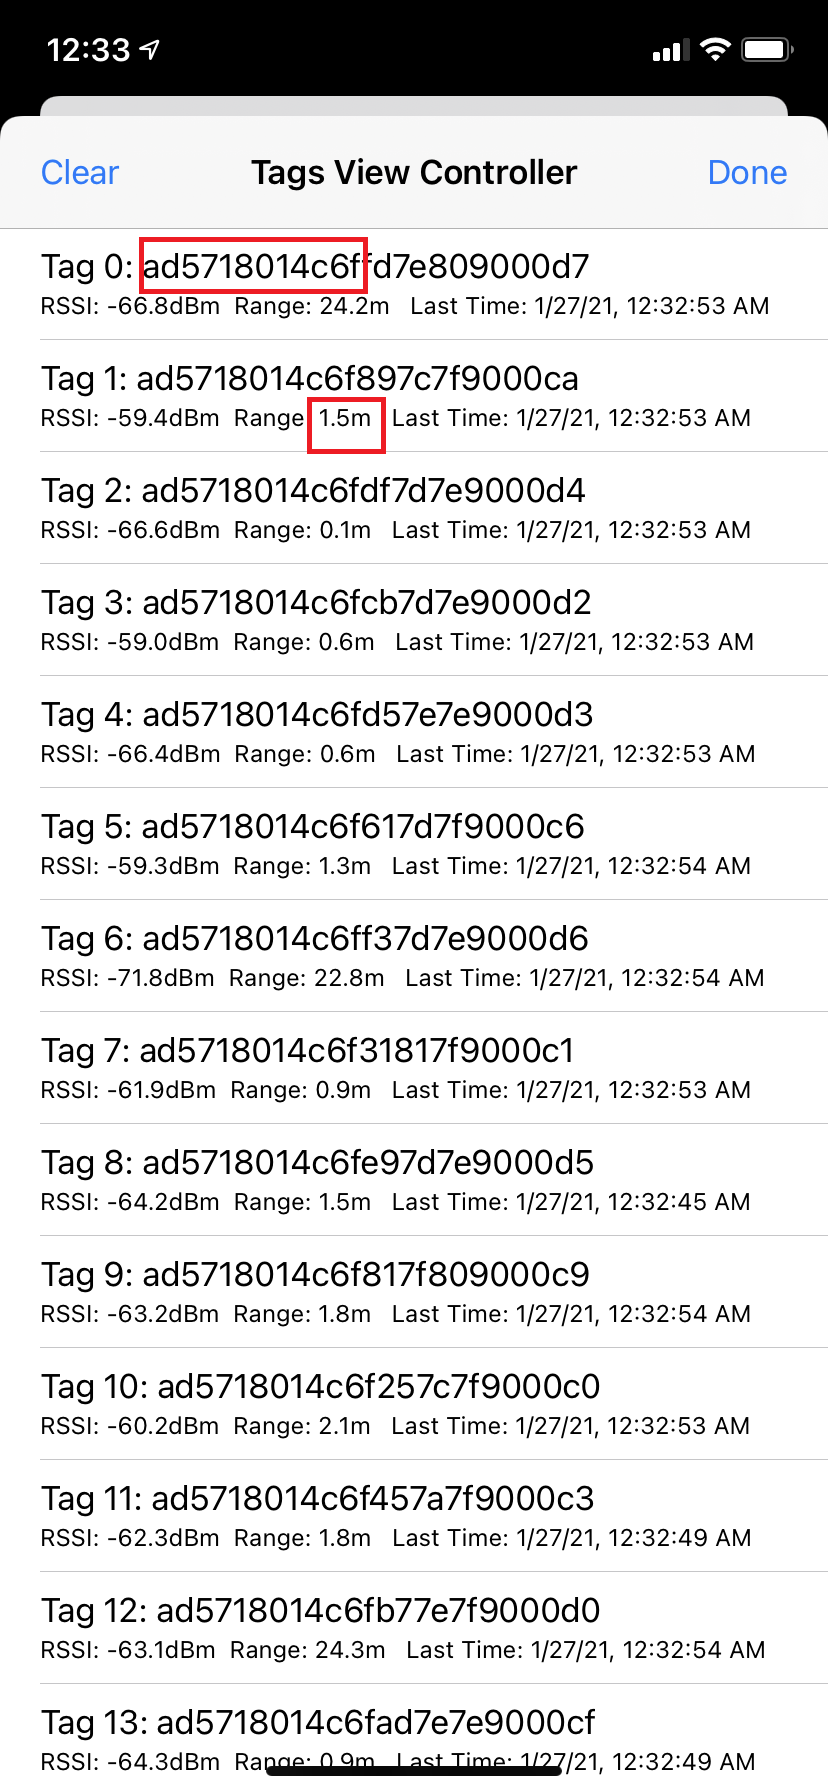 12:33
Clear Tags View Controller Done
Tag 0: ad5718014c6ffd7e809000d7
RSSI: -66.8dBm Range: 24.2m Last Time: 1/27/21, 12:32:53 AM
Tag 1: ad5718014c6f897c7f9000ca
RSSI: -59.4dBm Range 1.5m Last Time: 1/27/21, 12:32:53 AM
Tag 2: ad5718014c6fdf7d7e9000d4
RSSI: -66.6dBm Range: 0.1m Last Time: 1/27/21, 12:32:53 AM
Tag 3: ad5718014c6fcb7d7e9000d2
RSSI: -59.0dBm Range: 0.6m Last Time: 1/27/21, 12:32:53 AM
Tag 4: ad5718014c6fd57e7e9000d3
RSSI: -66.4dBm Range: 0.6m Last Time: 1/27/21, 12:32:53 AM
Tag 5: ad5718014c6f617d7f9000c6
RSSI: -59.3dBm Range: 1.3m Last Time: 1/27/21, 12:32:54 AM
Tag 6: ad5718014c6ff37d7e9000d6
RSSI: -71.8dBm Range: 22.8m Last Time: 1/27/21, 12:32:54 AM
Tag 7: ad5718014c6f31817f9000c1
RSSI: -61.9dBm Range: 0.9m Last Time: 1/27/21, 12:32:53 AM
Tag 8: ad5718014c6fe97d7e9000d5
RSSI: -64.2dBm Range: 1.5m Last Time: 1/27/21, 12:32:45 AM
Tag 9: ad5718014c6f817f809000c9
RSSI: -63.2dBm Range: 1.8m Last Time: 1/27/21, 12:32:54 AM
Tag 10: ad5718014c6f257c7f9000c0
RSSI: -60.2dBm Range: 2.1m Last Time: 1/27/21, 12:32:53 AM
Tag 11: ad5718014c6f457a7f9000c3
RSSI: -62.3dBm Range: 1.8m Last Time: 1/27/21, 12:32:49 AM
Tag 12: ad5718014c6fb77e7f9000d0
RSSI: -63.1dBm Range: 24.3m Last Time: 1/27/21, 12:32:54 AM
Tag 13: ad5718014c6fad7e7e9000cf
RSSI: -64.3dBm Range: 0.9m Last Time: 1/27/21, 12:32:49 AM